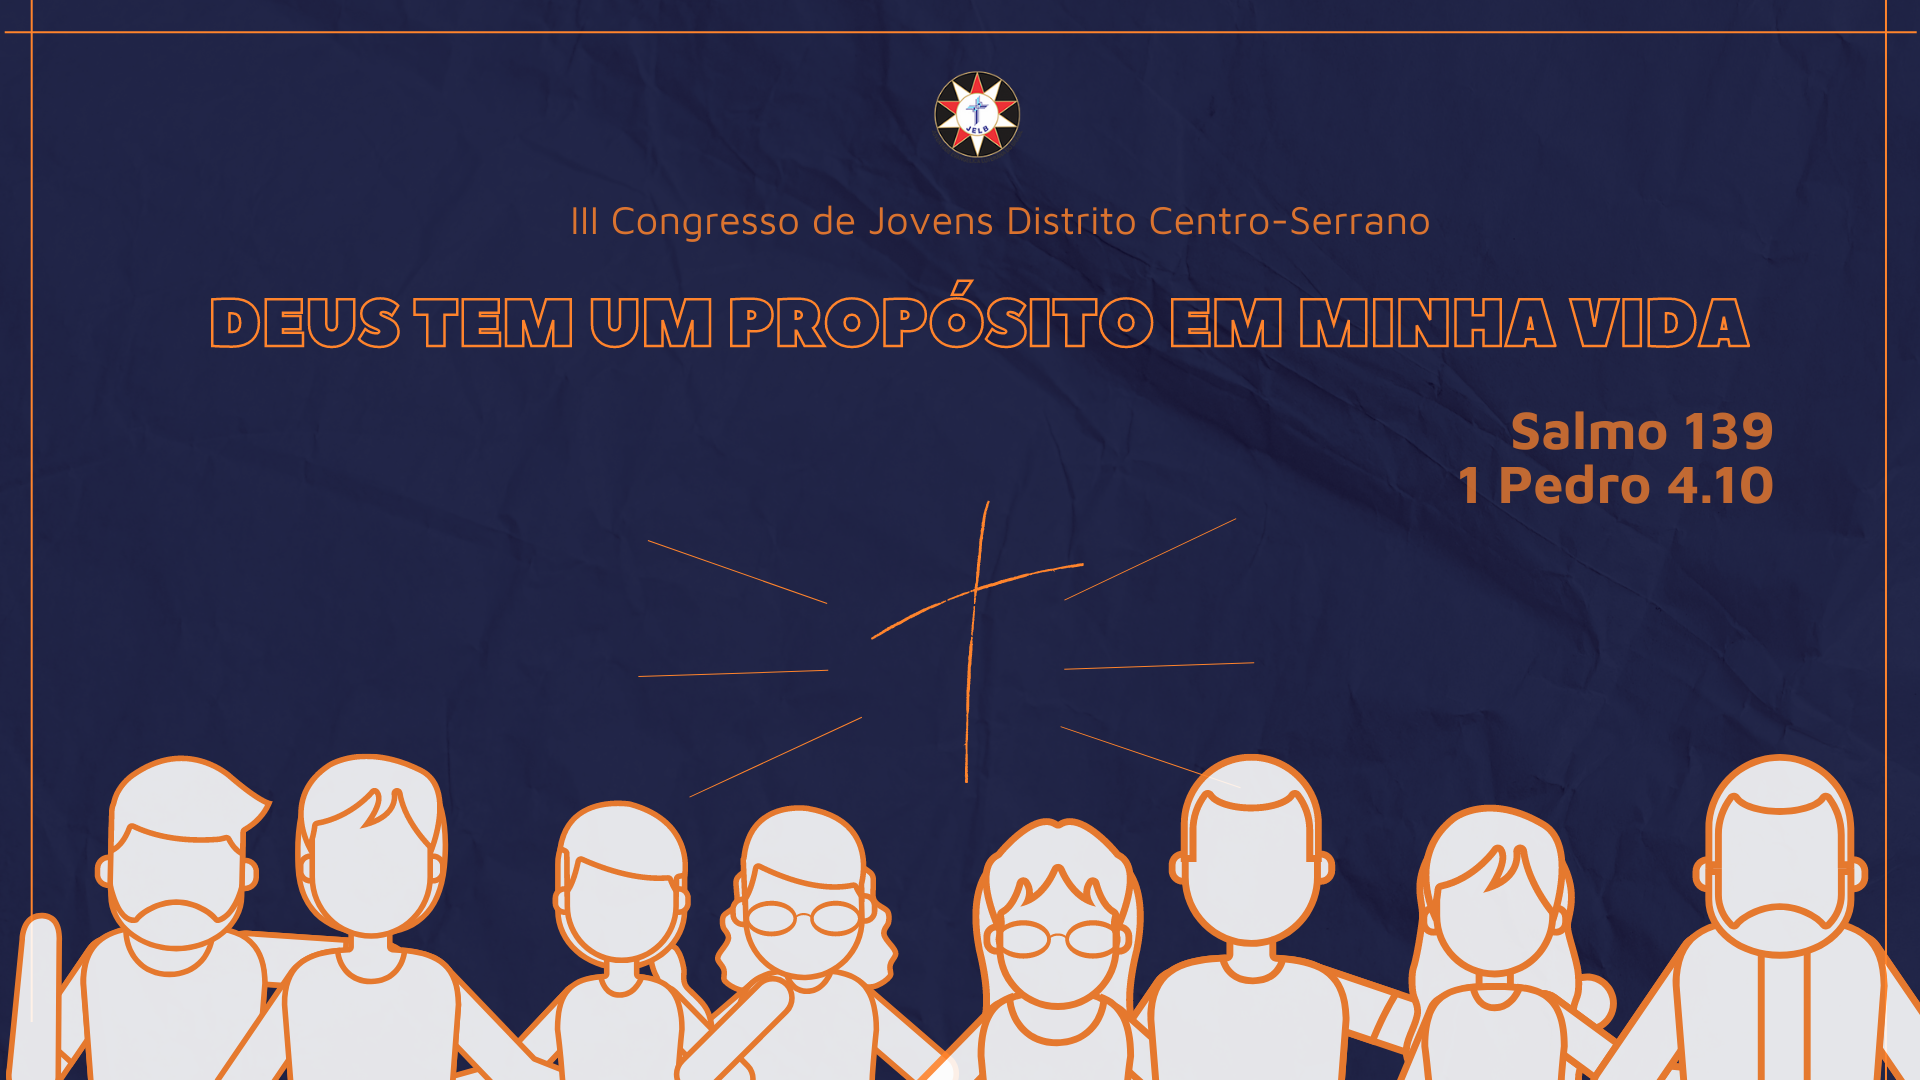 JELB
III Congresso de Jovens Distrito Centro-Serrano
DEUS TEM UM PROPÓSITO EM MINHA VIDA
Salmo 139
1 Pedro 4.10